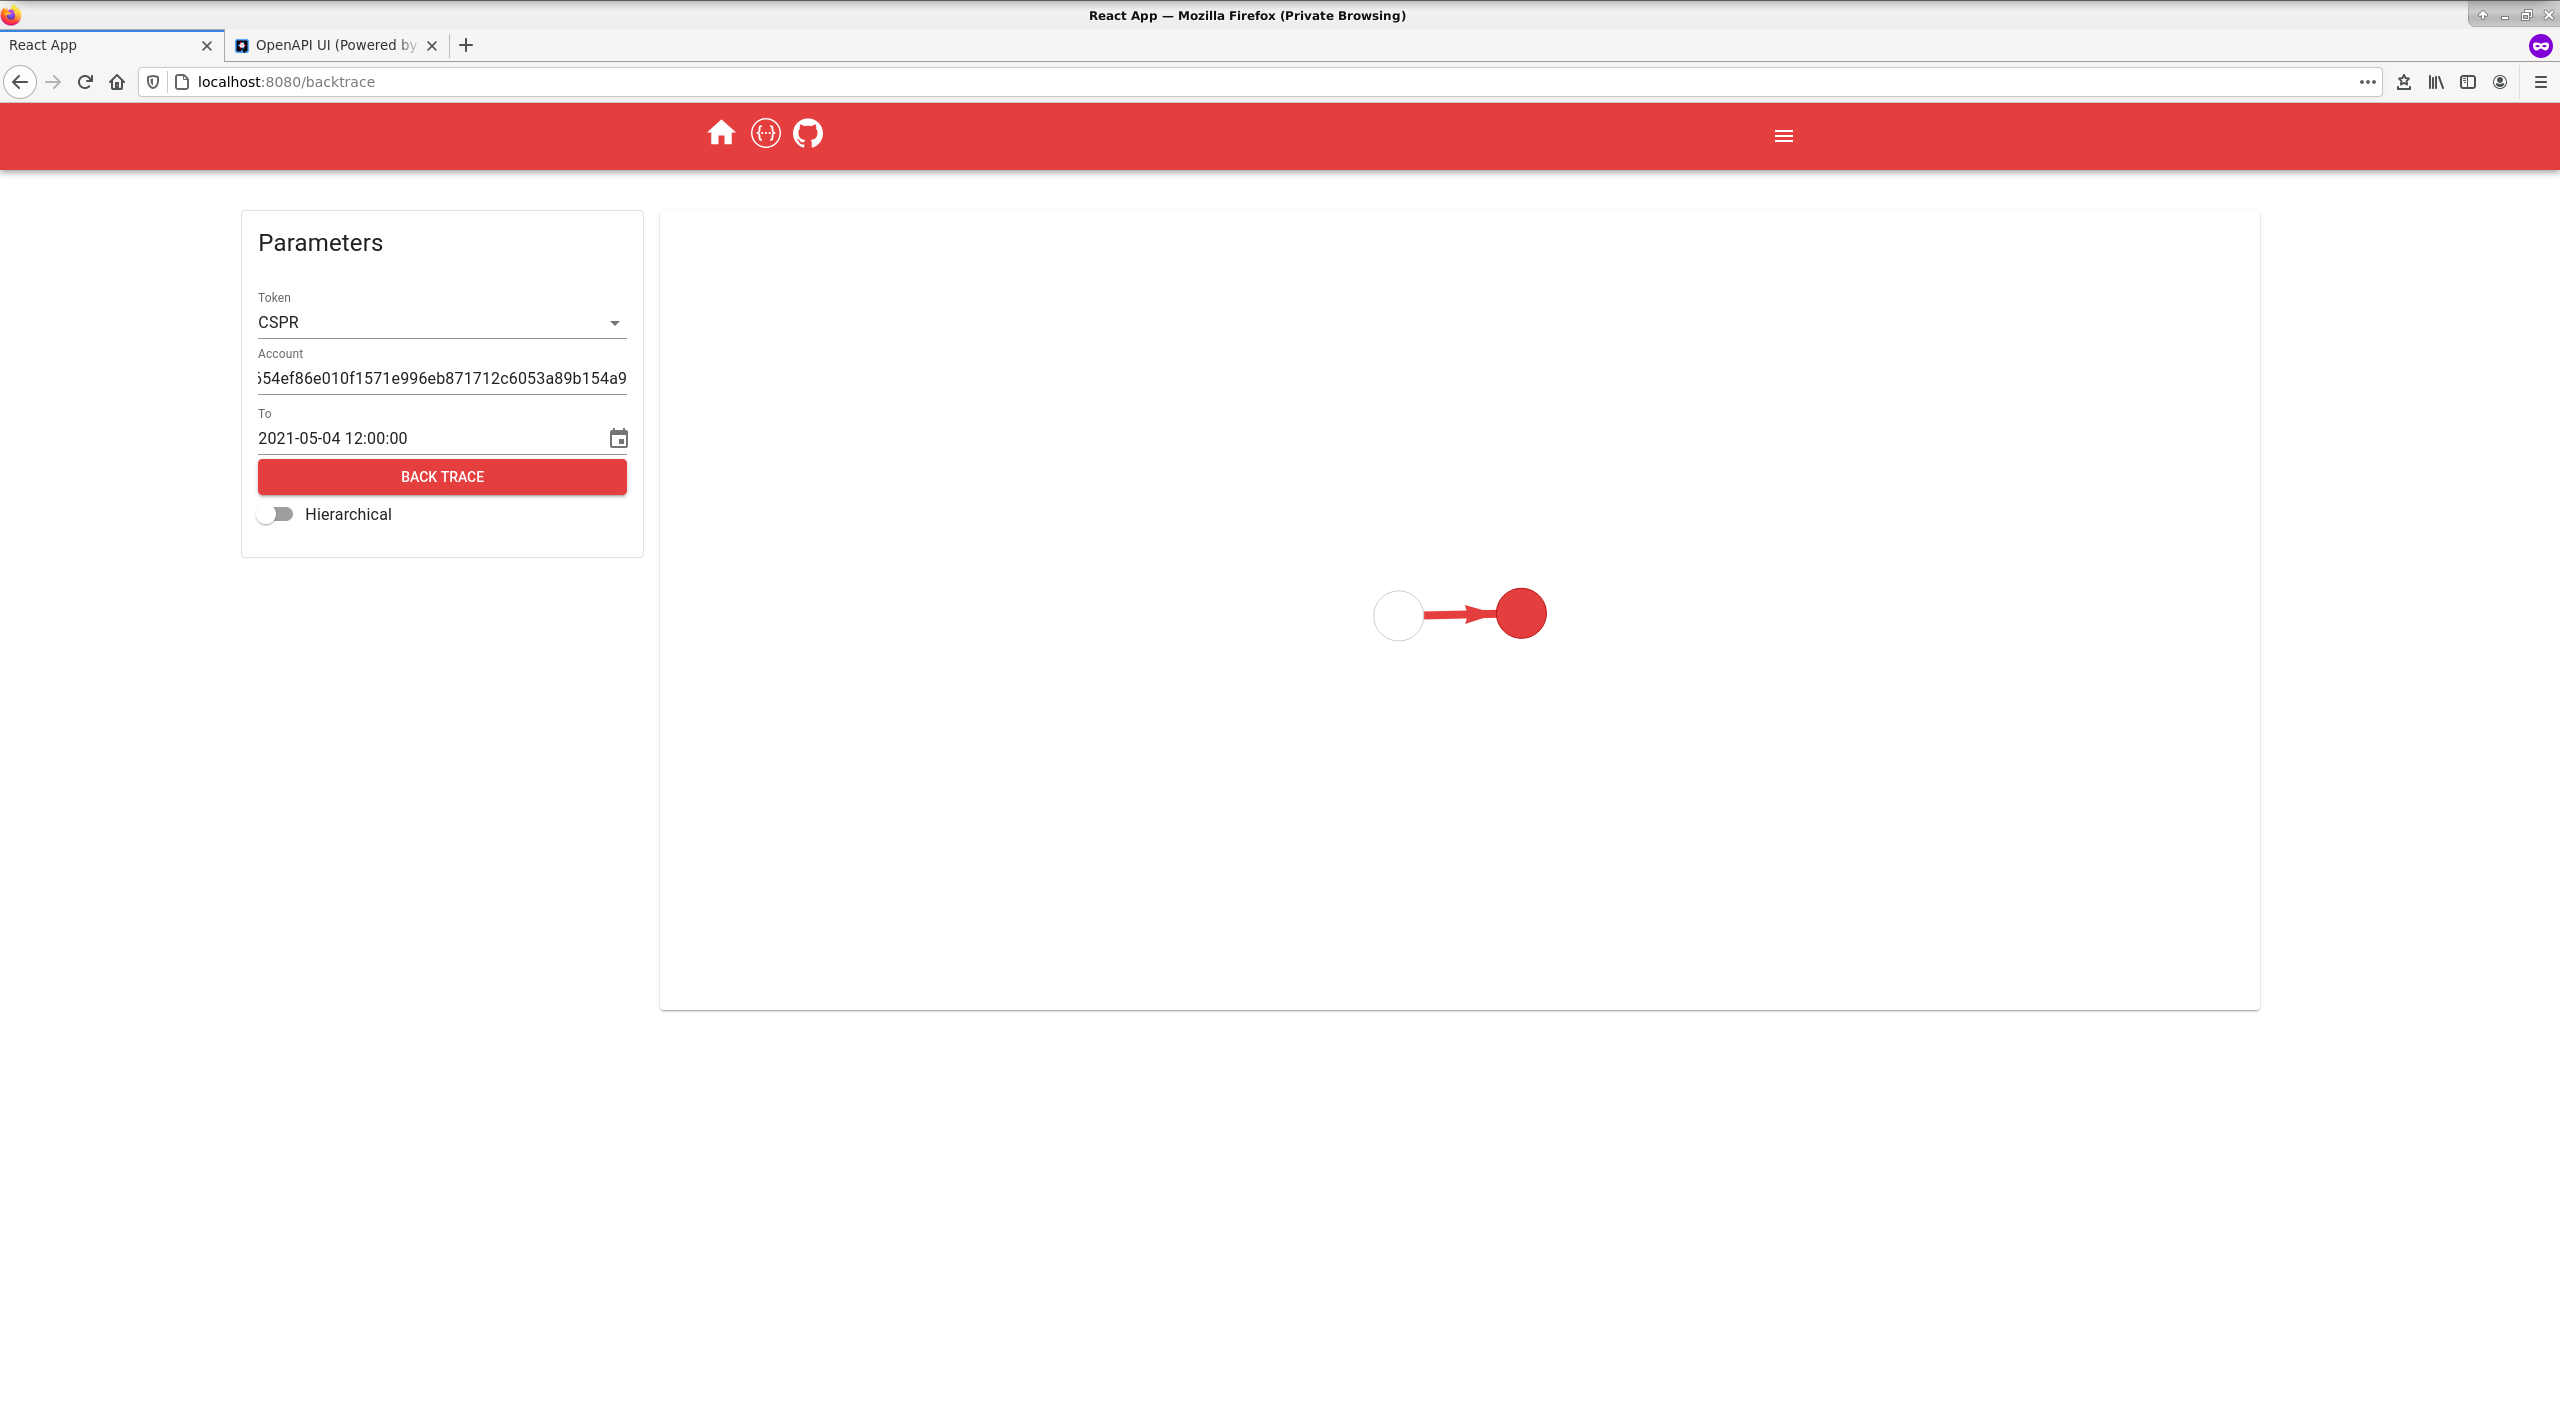 React App — Mozilla Firefox (Private Browsing)
React App
OpenAPI UI (Powered by
localhost:8080/backtrace
Parameters
Token
CSPR
Account
54ef86e010f1571e996eb871712c6053a89b154a9
To
2021-05-04 12:00:00
BACK TRACE
Hierarchical